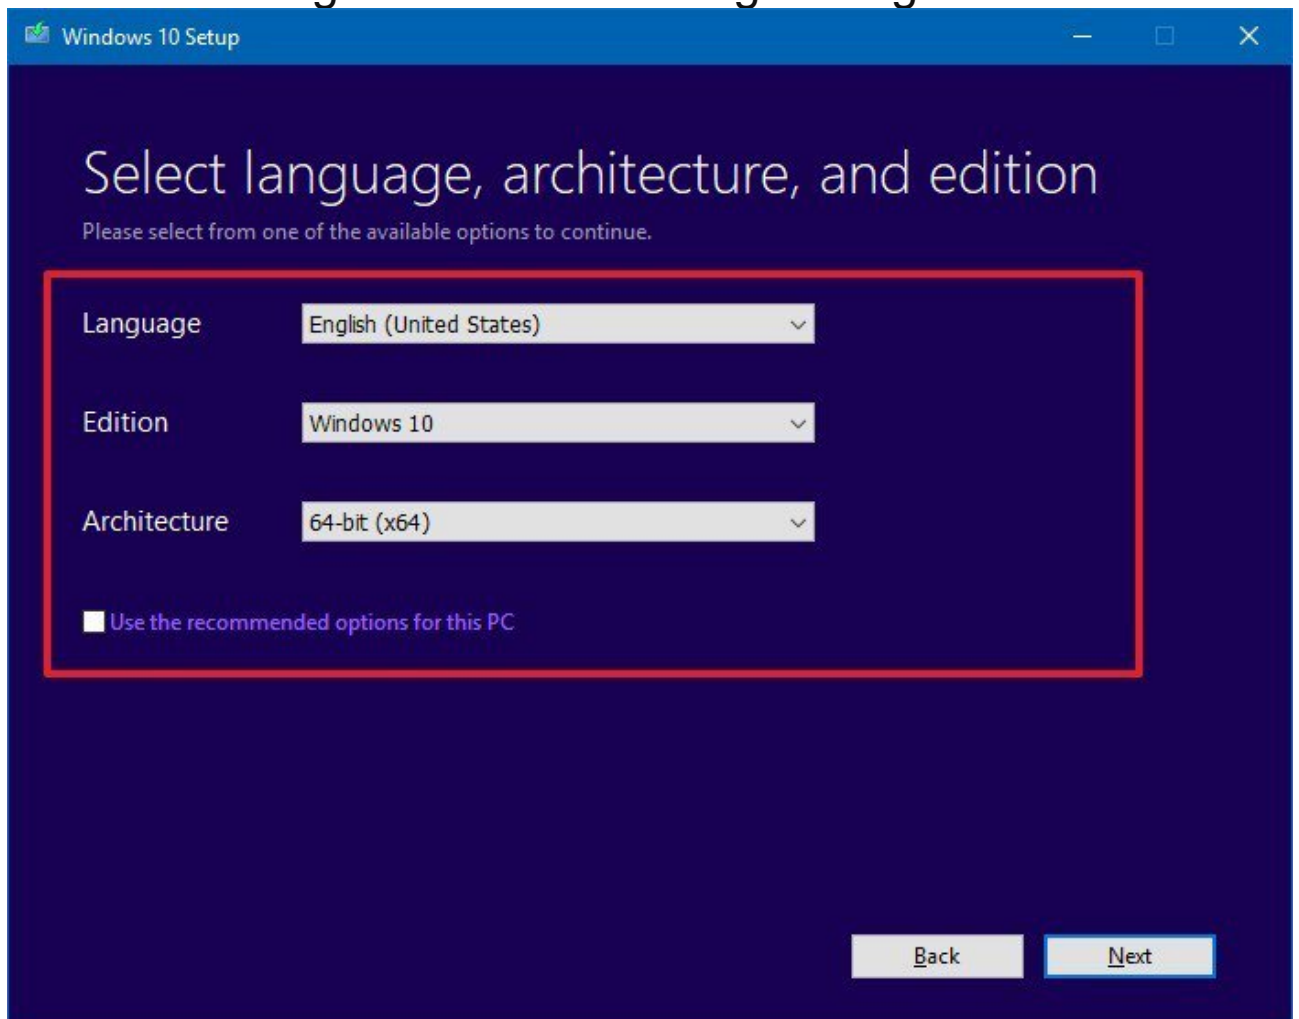 Windows 10 Setup
Select language, architecture, and edition
Please select from one of the available options to continue.
Language English (United States)
Edition Windows 10
Architecture 64-bit (x64)
Use the recommended options for this PC
Back Next